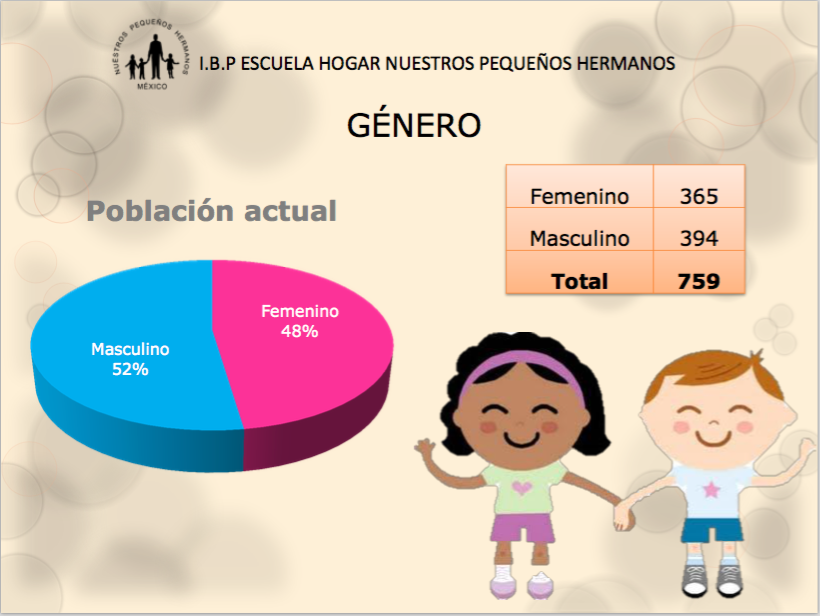 NUESTROS PEQUEÑOS HERMANOS
MÉXICO
I.B.P ESCUELA HOGAR NUESTROS PEQUEÑOS HERMANOS
GÉNERO
Población actual
Femenino
48%
Masculino
52%
Femenino 365
Masculino 394
Total 759